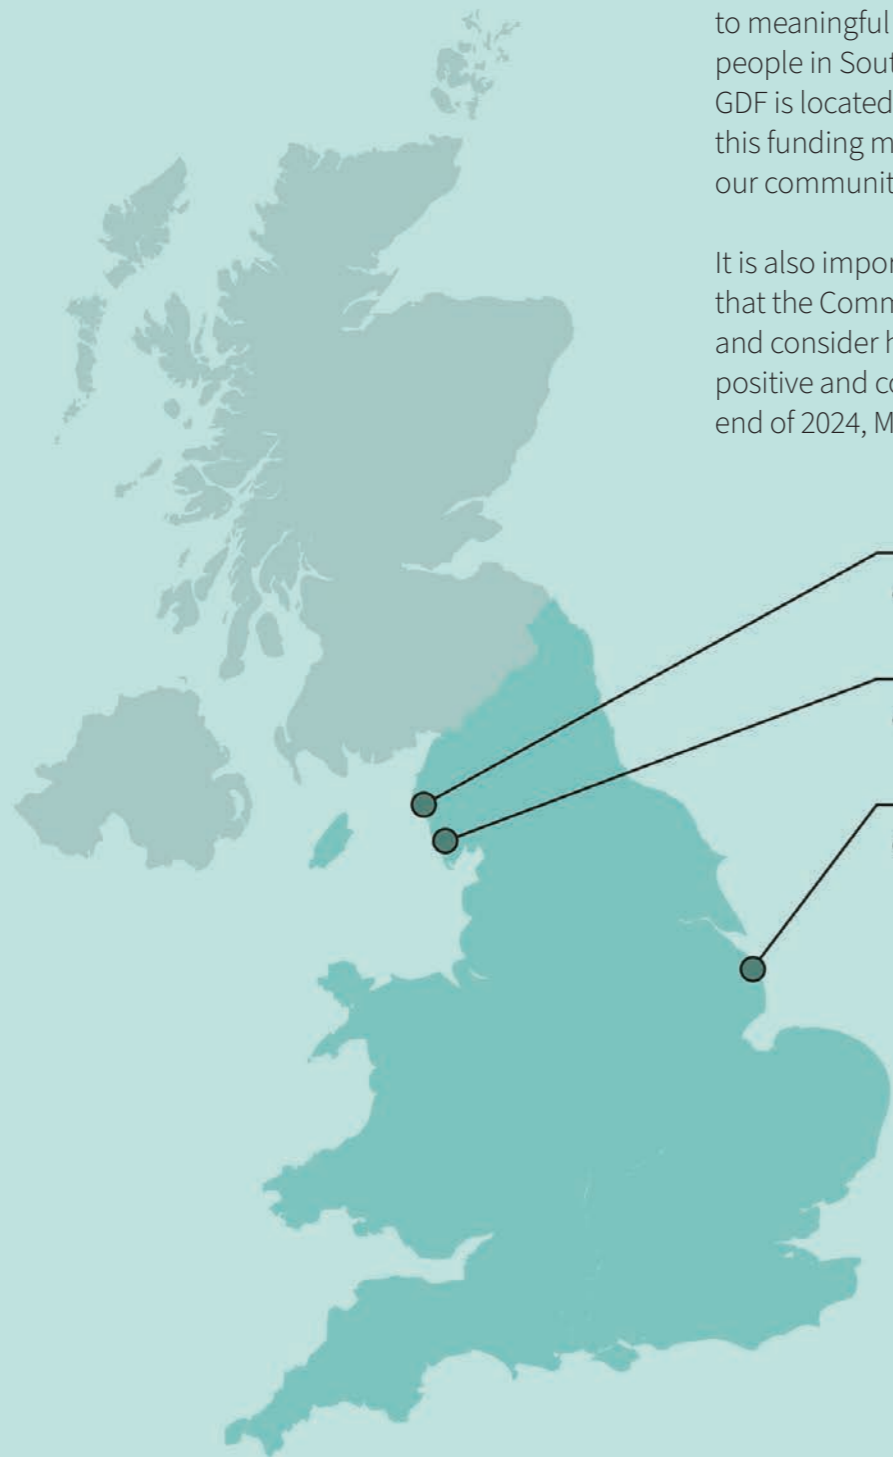 to meaningful
people in Sout
GDF is located
this funding m
our communit
It is also impor
that the Comm
and consider h
positive and co
end of 2024, M